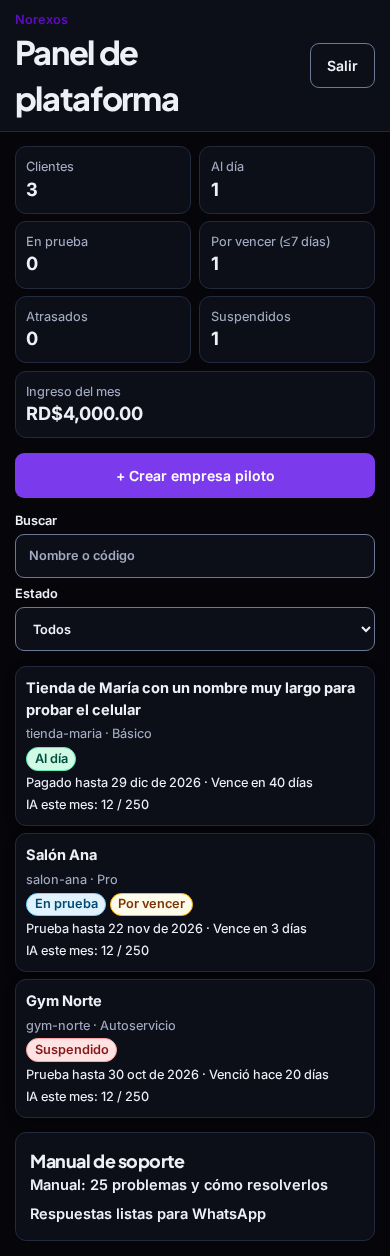 Norexos
Panel de
plataforma
Salir
Clientes
3
Al día
1
En prueba
0
Por vencer (≤7 días)
1
Atrasados
0
Suspendidos
1
Ingreso del mes
RD$4,000.00
+ Crear empresa piloto
Buscar
Nombre o código
Estado
Todos
Tienda de María con un nombre muy largo para
probar el celular
tienda-maria · Básico
Al día
Pagado hasta 29 dic de 2026 · Vence en 40 días
IA este mes: 12 / 250
Salón Ana
salon-ana · Pro
En prueba Por vencer
Prueba hasta 22 nov de 2026 · Vence en 3 días
IA este mes: 12 / 250
Gym Norte
gym-norte · Autoservicio
Suspendido
Prueba hasta 30 oct de 2026 · Venció hace 20 días
IA este mes: 12 / 250
Manual de soporte
Manual: 25 problemas y cómo resolverlos
Respuestas listas para WhatsApp